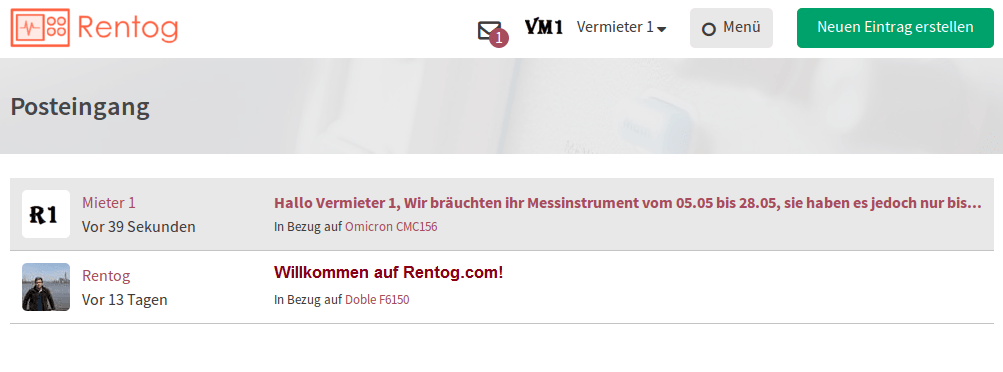 Rentog
1
VM1
Vermieter 1
Menü
Neuen Eintrag erstellen
Posteingang
R1
Mieter 1
Hallo Vermieter 1, Wir bräuchten ihr Messinstrument vom 05.05 bis 28.05, sie haben es jedoch nur bis...
Vor 39 Sekunden
In Bezug auf Omicron CMC156
Rentog
Willkommen auf Rentog.com!
Vor 13 Tagen
In Bezug auf Doble F6150